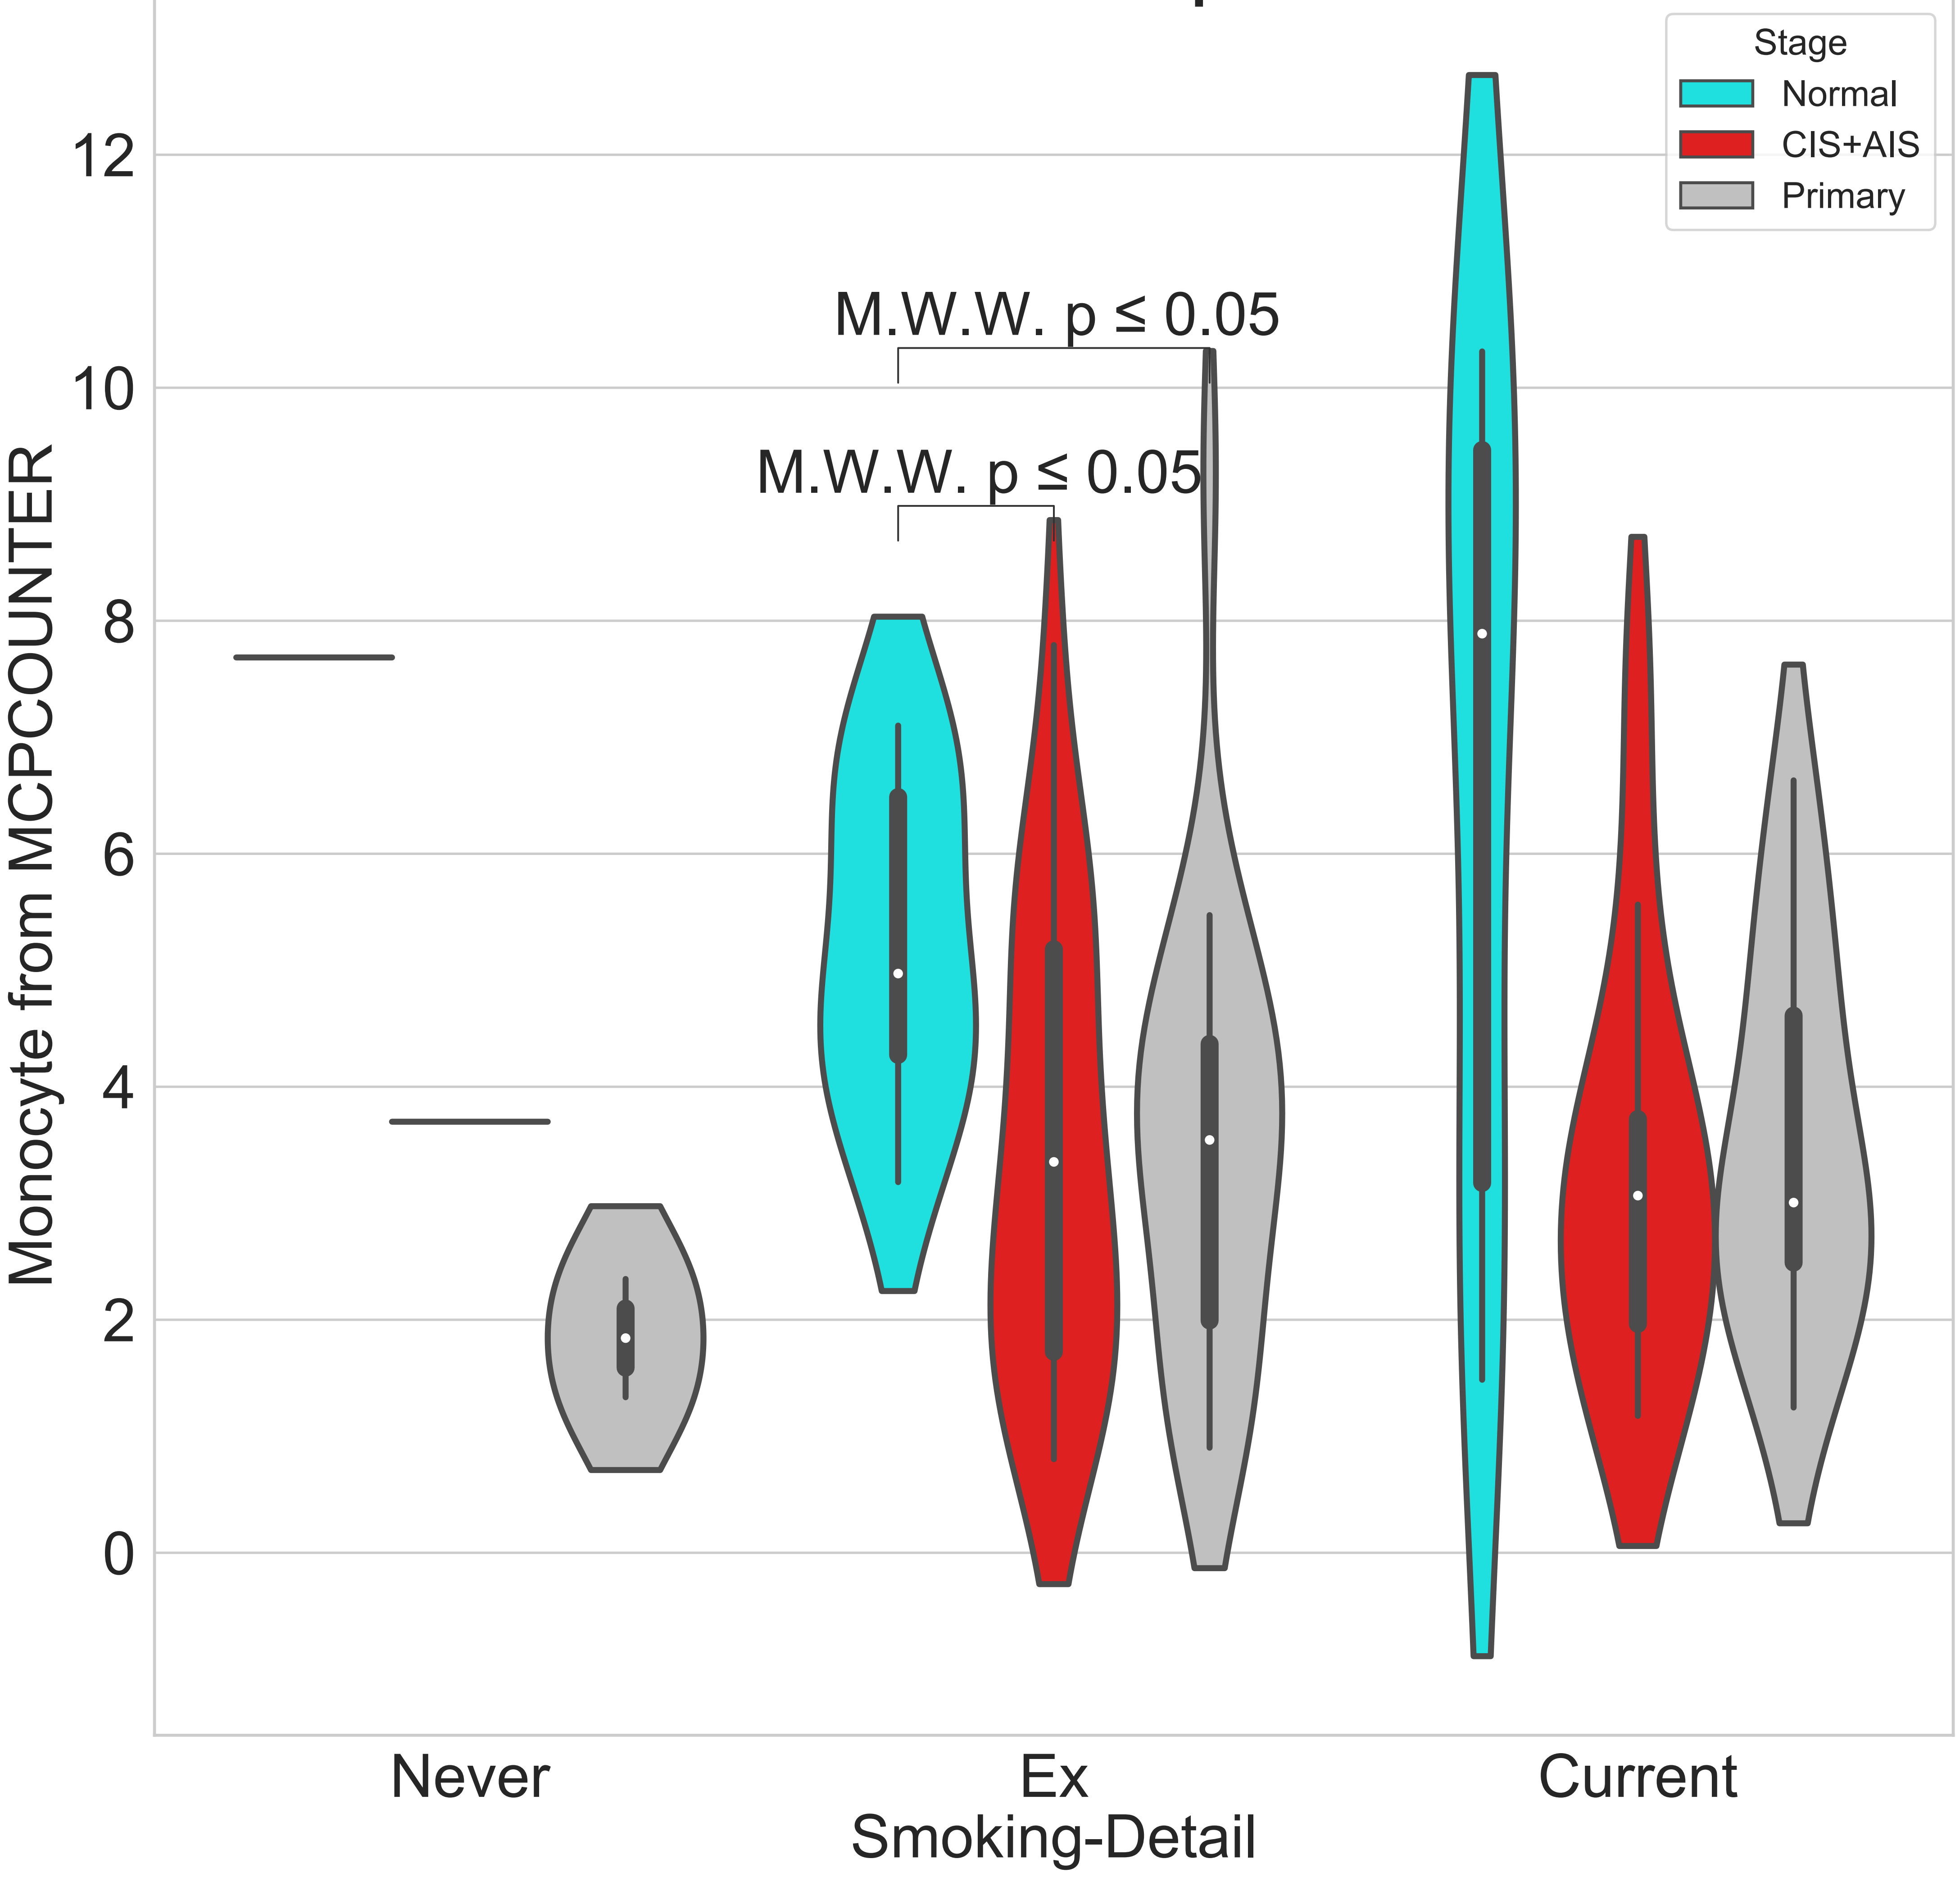 Stage
Normal
CIS+AIS
Primary
12
10
8
6
4
2
0
Monocyte from MCPCOUNTER
M.W.W. p ≤ 0.05
M.W.W. p ≤ 0.05
Never
Ex
Current
Smoking-Detail